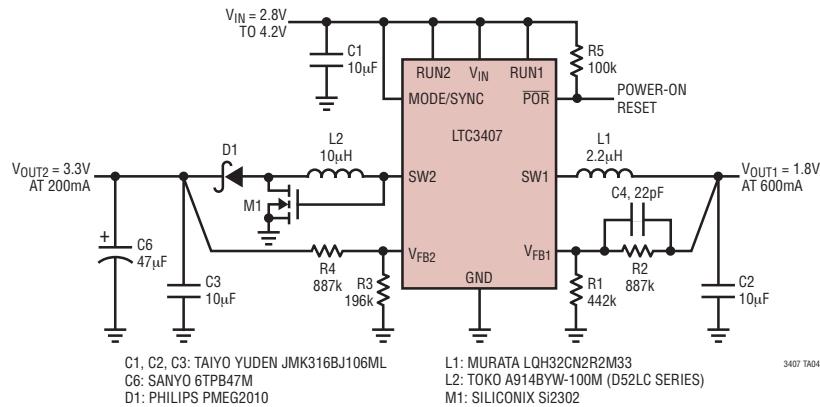 V_IN = 2.8V
TO 4.2V
C1
10µF
RUN2
V_IN
RUN1
R5
100k
MODE/SYNC
POR
POWER-ON
RESET
LTC3407
D1
L2
10µH
L1
2.2µH
V_OUT2 = 3.3V
AT 200mA
SW2
SW1
V_OUT1 = 1.8V
AT 600mA
M1
C4, 22pF
+
C6
47µF
V_FB2
V_FB1
C3
10µF
R4
887k
R3
196k
GND
R1
442k
R2
887k
C2
10µF
C1, C2, C3: TAIYO YUDEN JMK316BJ106ML
C6: SANYO 6TPB47M
D1: PHILIPS PMEG2010
L1: MURATA LQH32CN2R2M33
L2: TOKO A914BYW-100M (D52LC SERIES)
M1: SILICONIX Si2302
3407 TA04